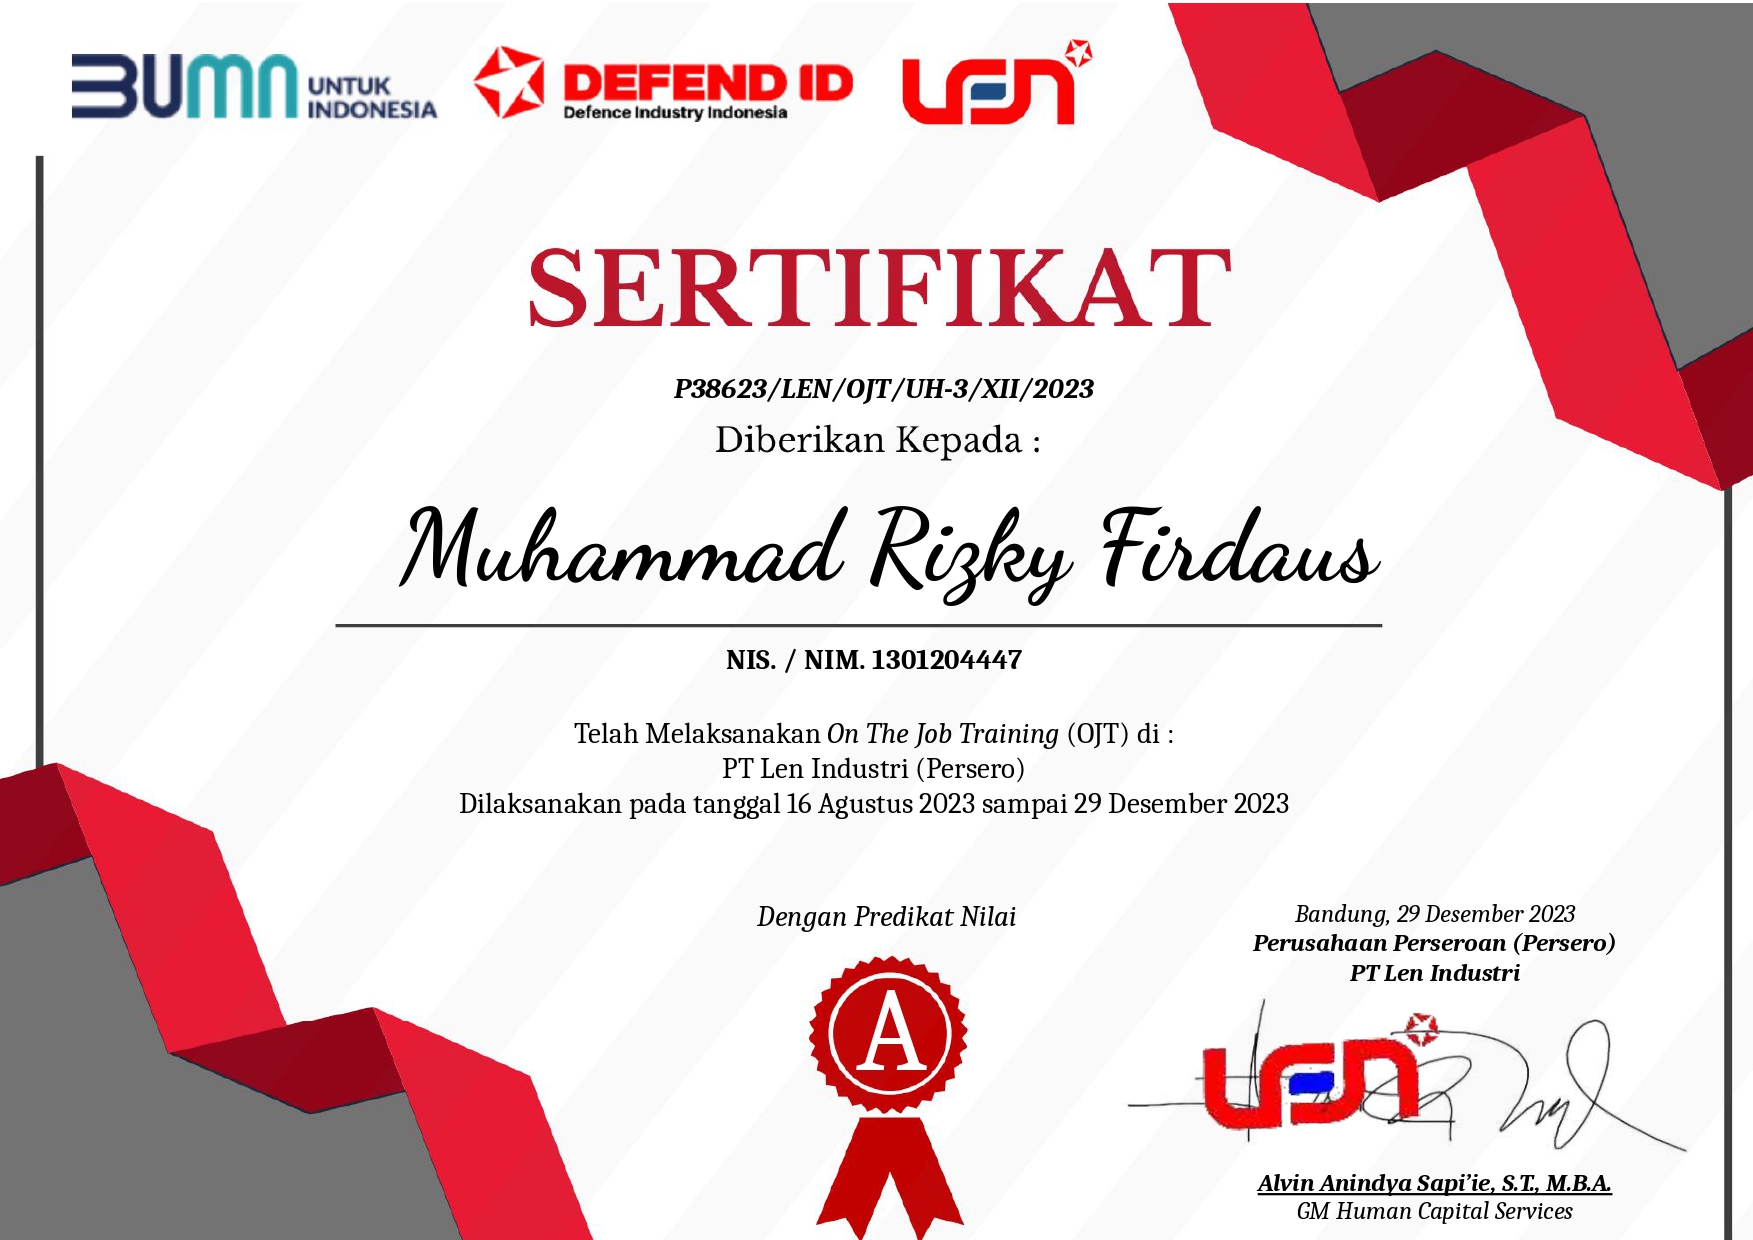 BUMN UNTUK INDONESIA
DEFEND ID
Defence Industry Indonesia
Len
SERTIFIKAT
P38623/LEN/OJT/UH-3/XII/2023
Diberikan Kepada :
Muhammad Rizky Firdaus
NIS. / NIM. 1301204447
Telah Melaksanakan On The Job Training (OJT) di :
PT Len Industri (Persero)
Dilaksanakan pada tanggal 16 Agustus 2023 sampai 29 Desember 2023
Dengan Predikat Nilai
A
Bandung, 29 Desember 2023
Perusahaan Perseroan (Persero)
PT Len Industri
Len
Alvin Anindya Sapi’ie, S.T., M.B.A.
GM Human Capital Services